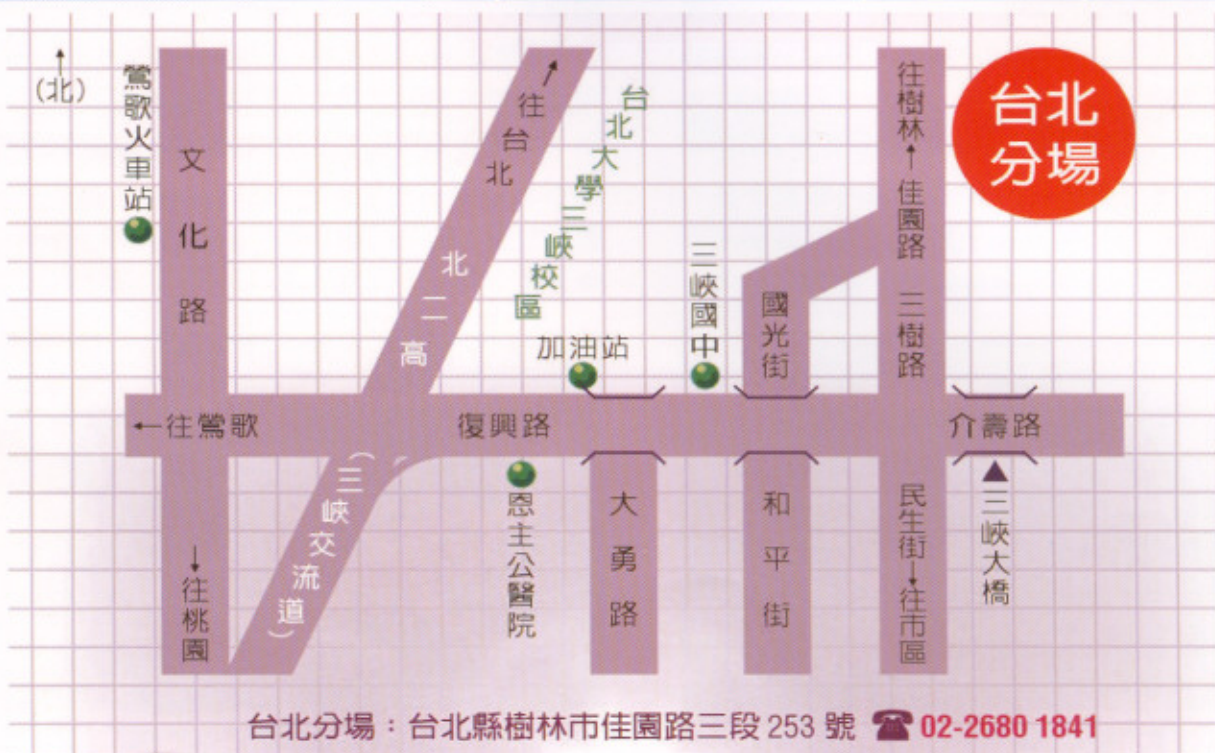 (北)
鶯歌火車站
文化路
往台北
北二高
台北大學三峽校區
加油站
三峽國中
國光街
往樹林
佳園路
三樹路
台北
分場
往鶯歌
復興路
介壽路
(三峽交流道)
往桃園
恩主公醫院
大勇路
和平街
民生街
往市區
三峽大橋
台北分場：台北縣樹林市佳園路三段253號 ☎ 02-2680 1841